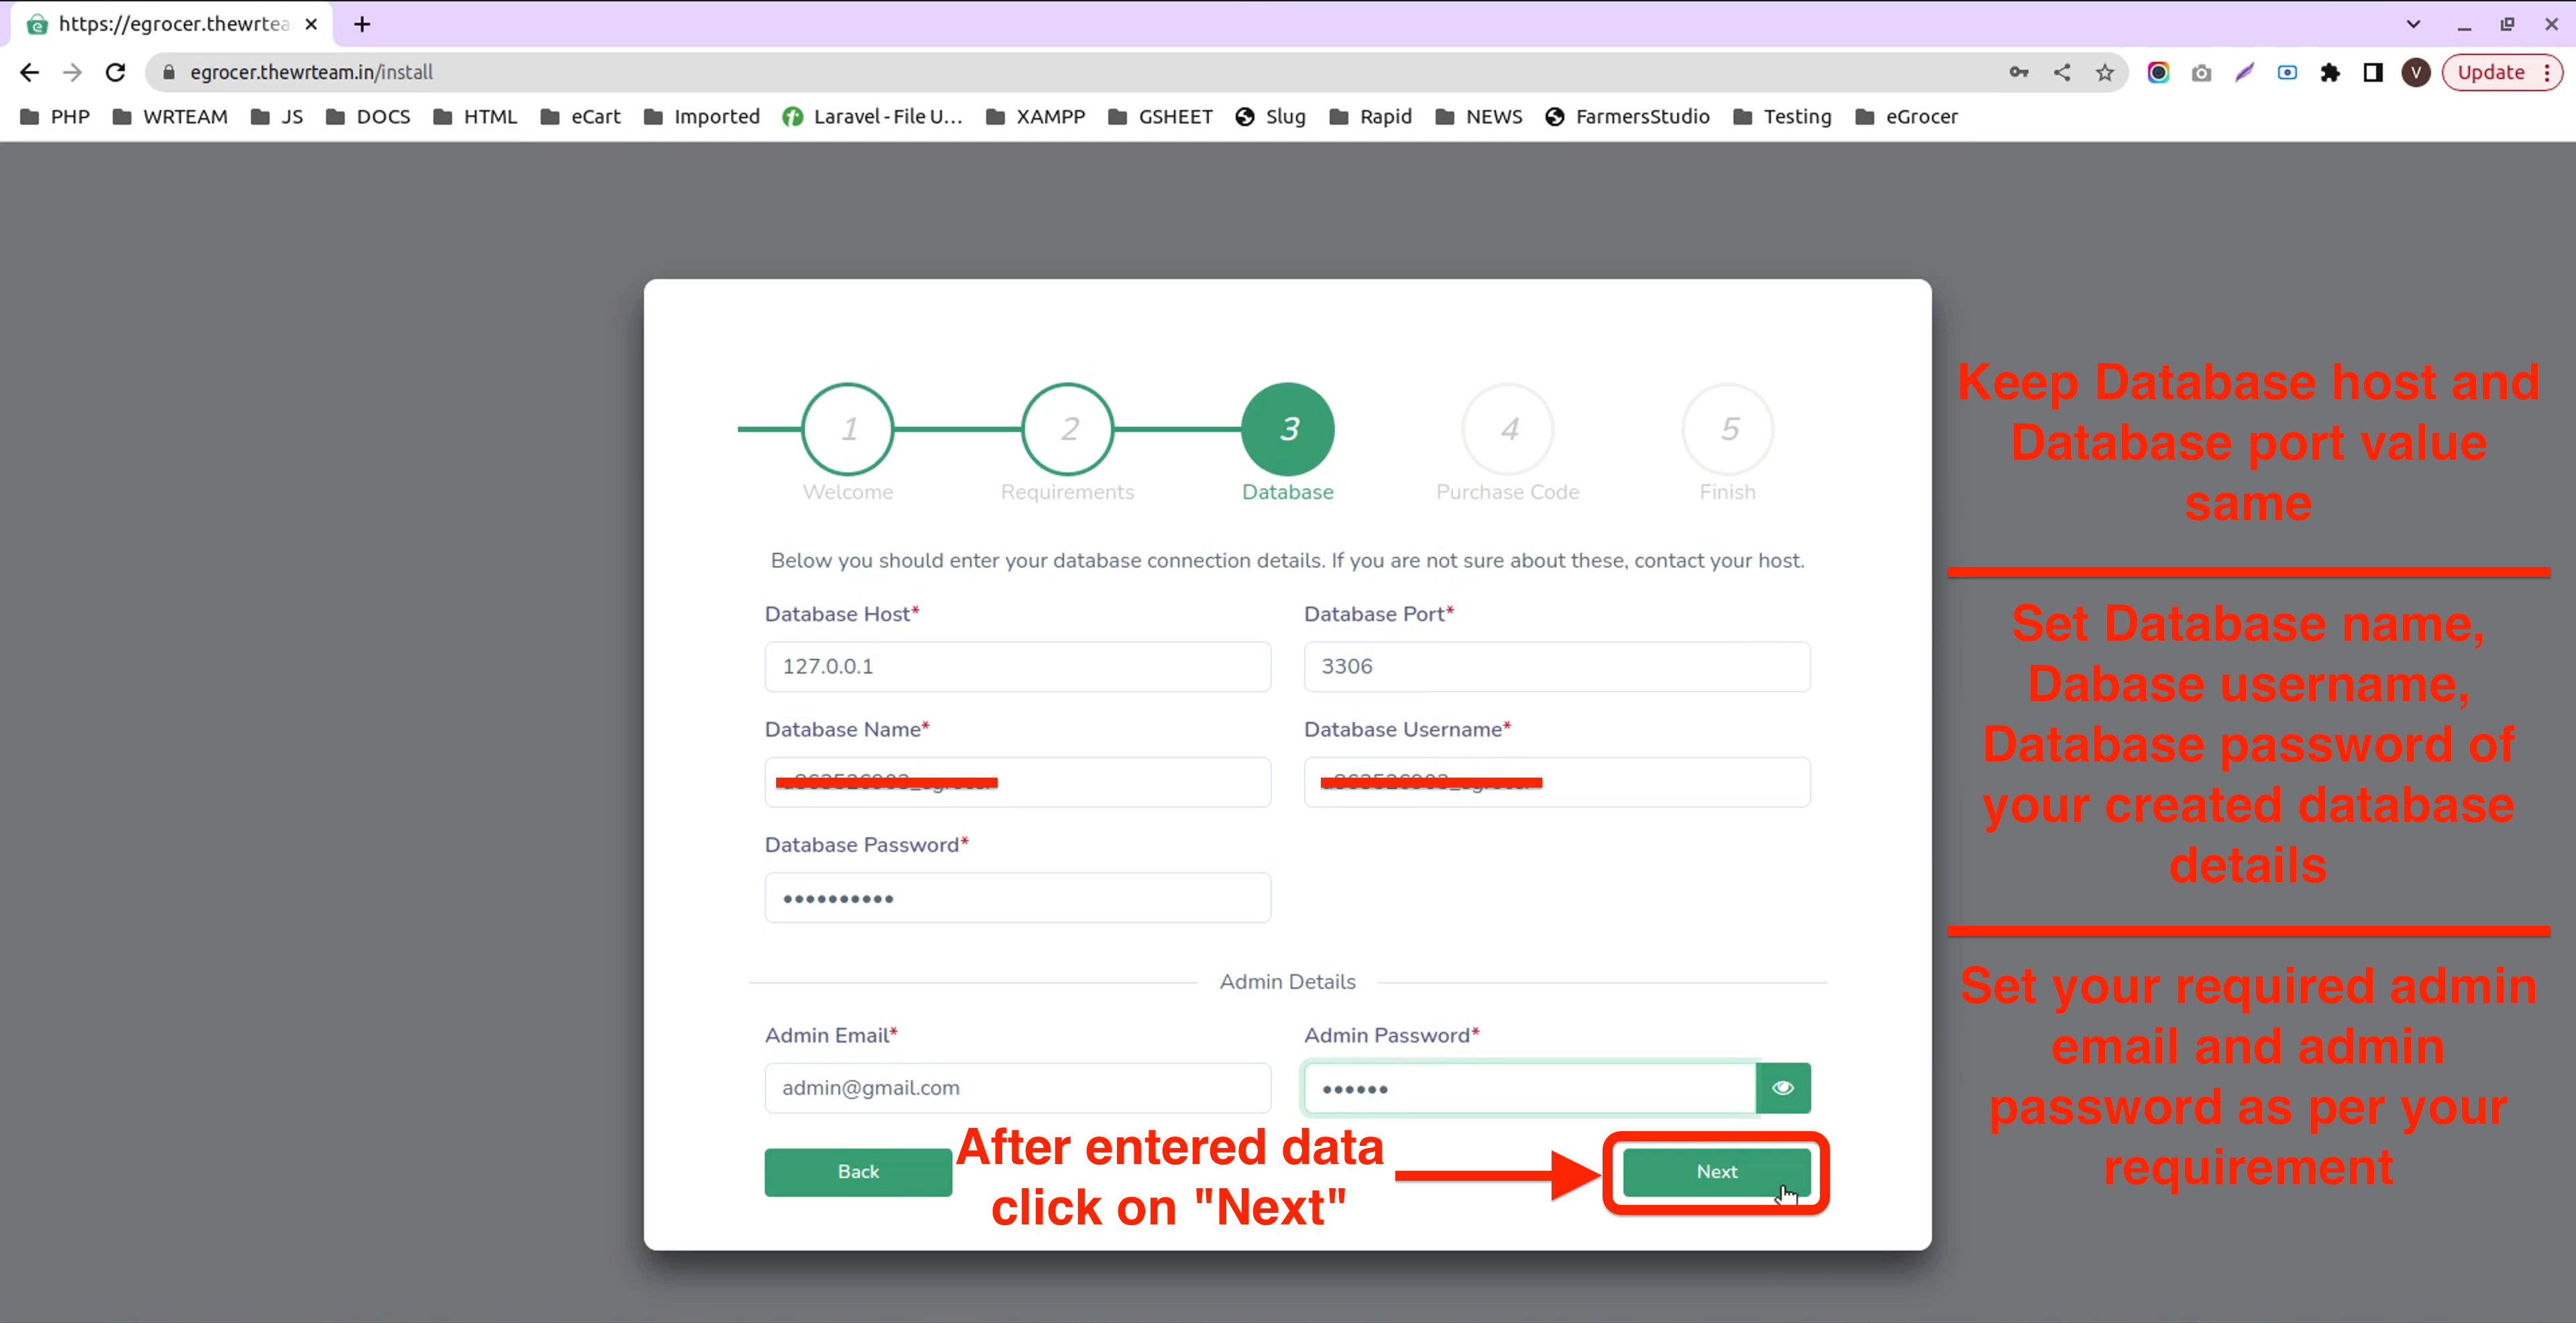 https://egrocer.thewrtea
egrocer.thewrteam.in/install
V
Update
PHP WRTEAM JS DOCS HTML eCart Imported Laravel - File U... XAMPP GSHEET Slug Rapid NEWS FarmersStudio Testing eGrocer
1 2 3 4 5
Welcome Requirements Database Purchase Code Finish
Below you should enter your database connection details. If you are not sure about these, contact your host.
Database Host* Database Port*
127.0.0.1 3306
Database Name* Database Username*
Database Password*
••••••••••
Admin Details
Admin Email* Admin Password*
admin@gmail.com ••••••
Back
Next
After entered data
click on "Next"
Keep Database host and
Database port value
same
Set Database name,
Dabase username,
Database password of
your created database
details
Set your required admin
email and admin
password as per your
requirement